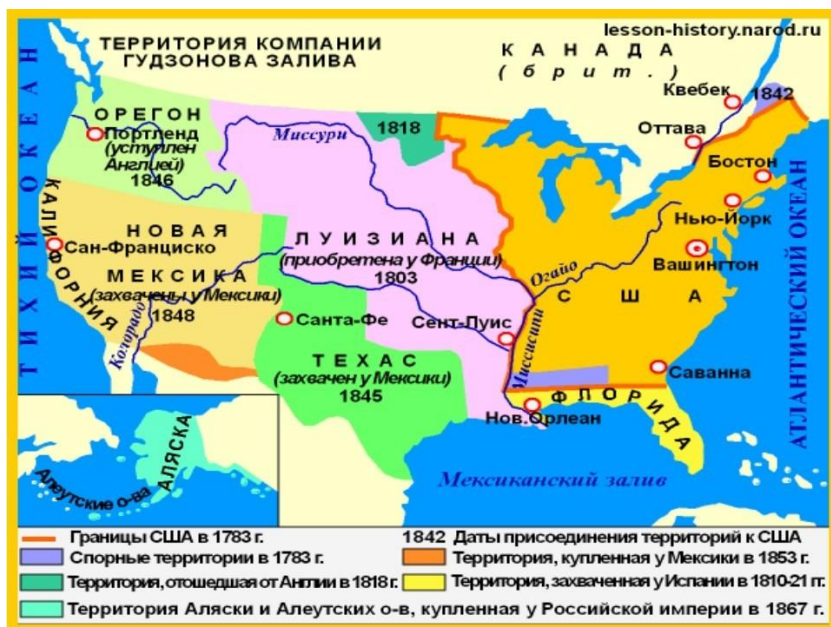 lesson-history.narod.ru
ТЕРРИТОРИЯ КОМПАНИИ
ГУДЗОНОВА ЗАЛИВА
КАНАДА
(брит.)
Квебек
1842
Оттава
Бостон
Нью-Йорк
Вашингтон
ОРЕГОН
Портленд
(уступлен
Англией)
1846
Миссури
1818
ТИХИЙ ОКЕАН
КАЛИФОРНИЯ
Сан-Франциско
НОВАЯ
МЕКСИКА
(захвачены у Мексики)
1848
Колорадо
ЛУИЗИАНА
(приобретена у Франции)
1803
Санта-Фе
Сент-Луис
Огайо
США
Миссисипи
ТЕХАС
(захвачен у Мексики)
1845
Саванна
ФЛОРИДА
Нов.Орлеан
АТЛАНТИЧЕСКИЙ ОКЕАН
Мексиканский залив
АЛЯСКА
Алеутские о-ва
Границы США в 1783 г.
1842 Даты присоединения территорий к США
Спорные территории в 1783 г.
Территория, купленная у Мексики в 1853 г.
Территория, отошедшая от Англии в 1818 г.
Территория, захваченная у Испании в 1810-21 гг.
Территория Аляски и Алеутских о-в, купленная у Российской империи в 1867 г.